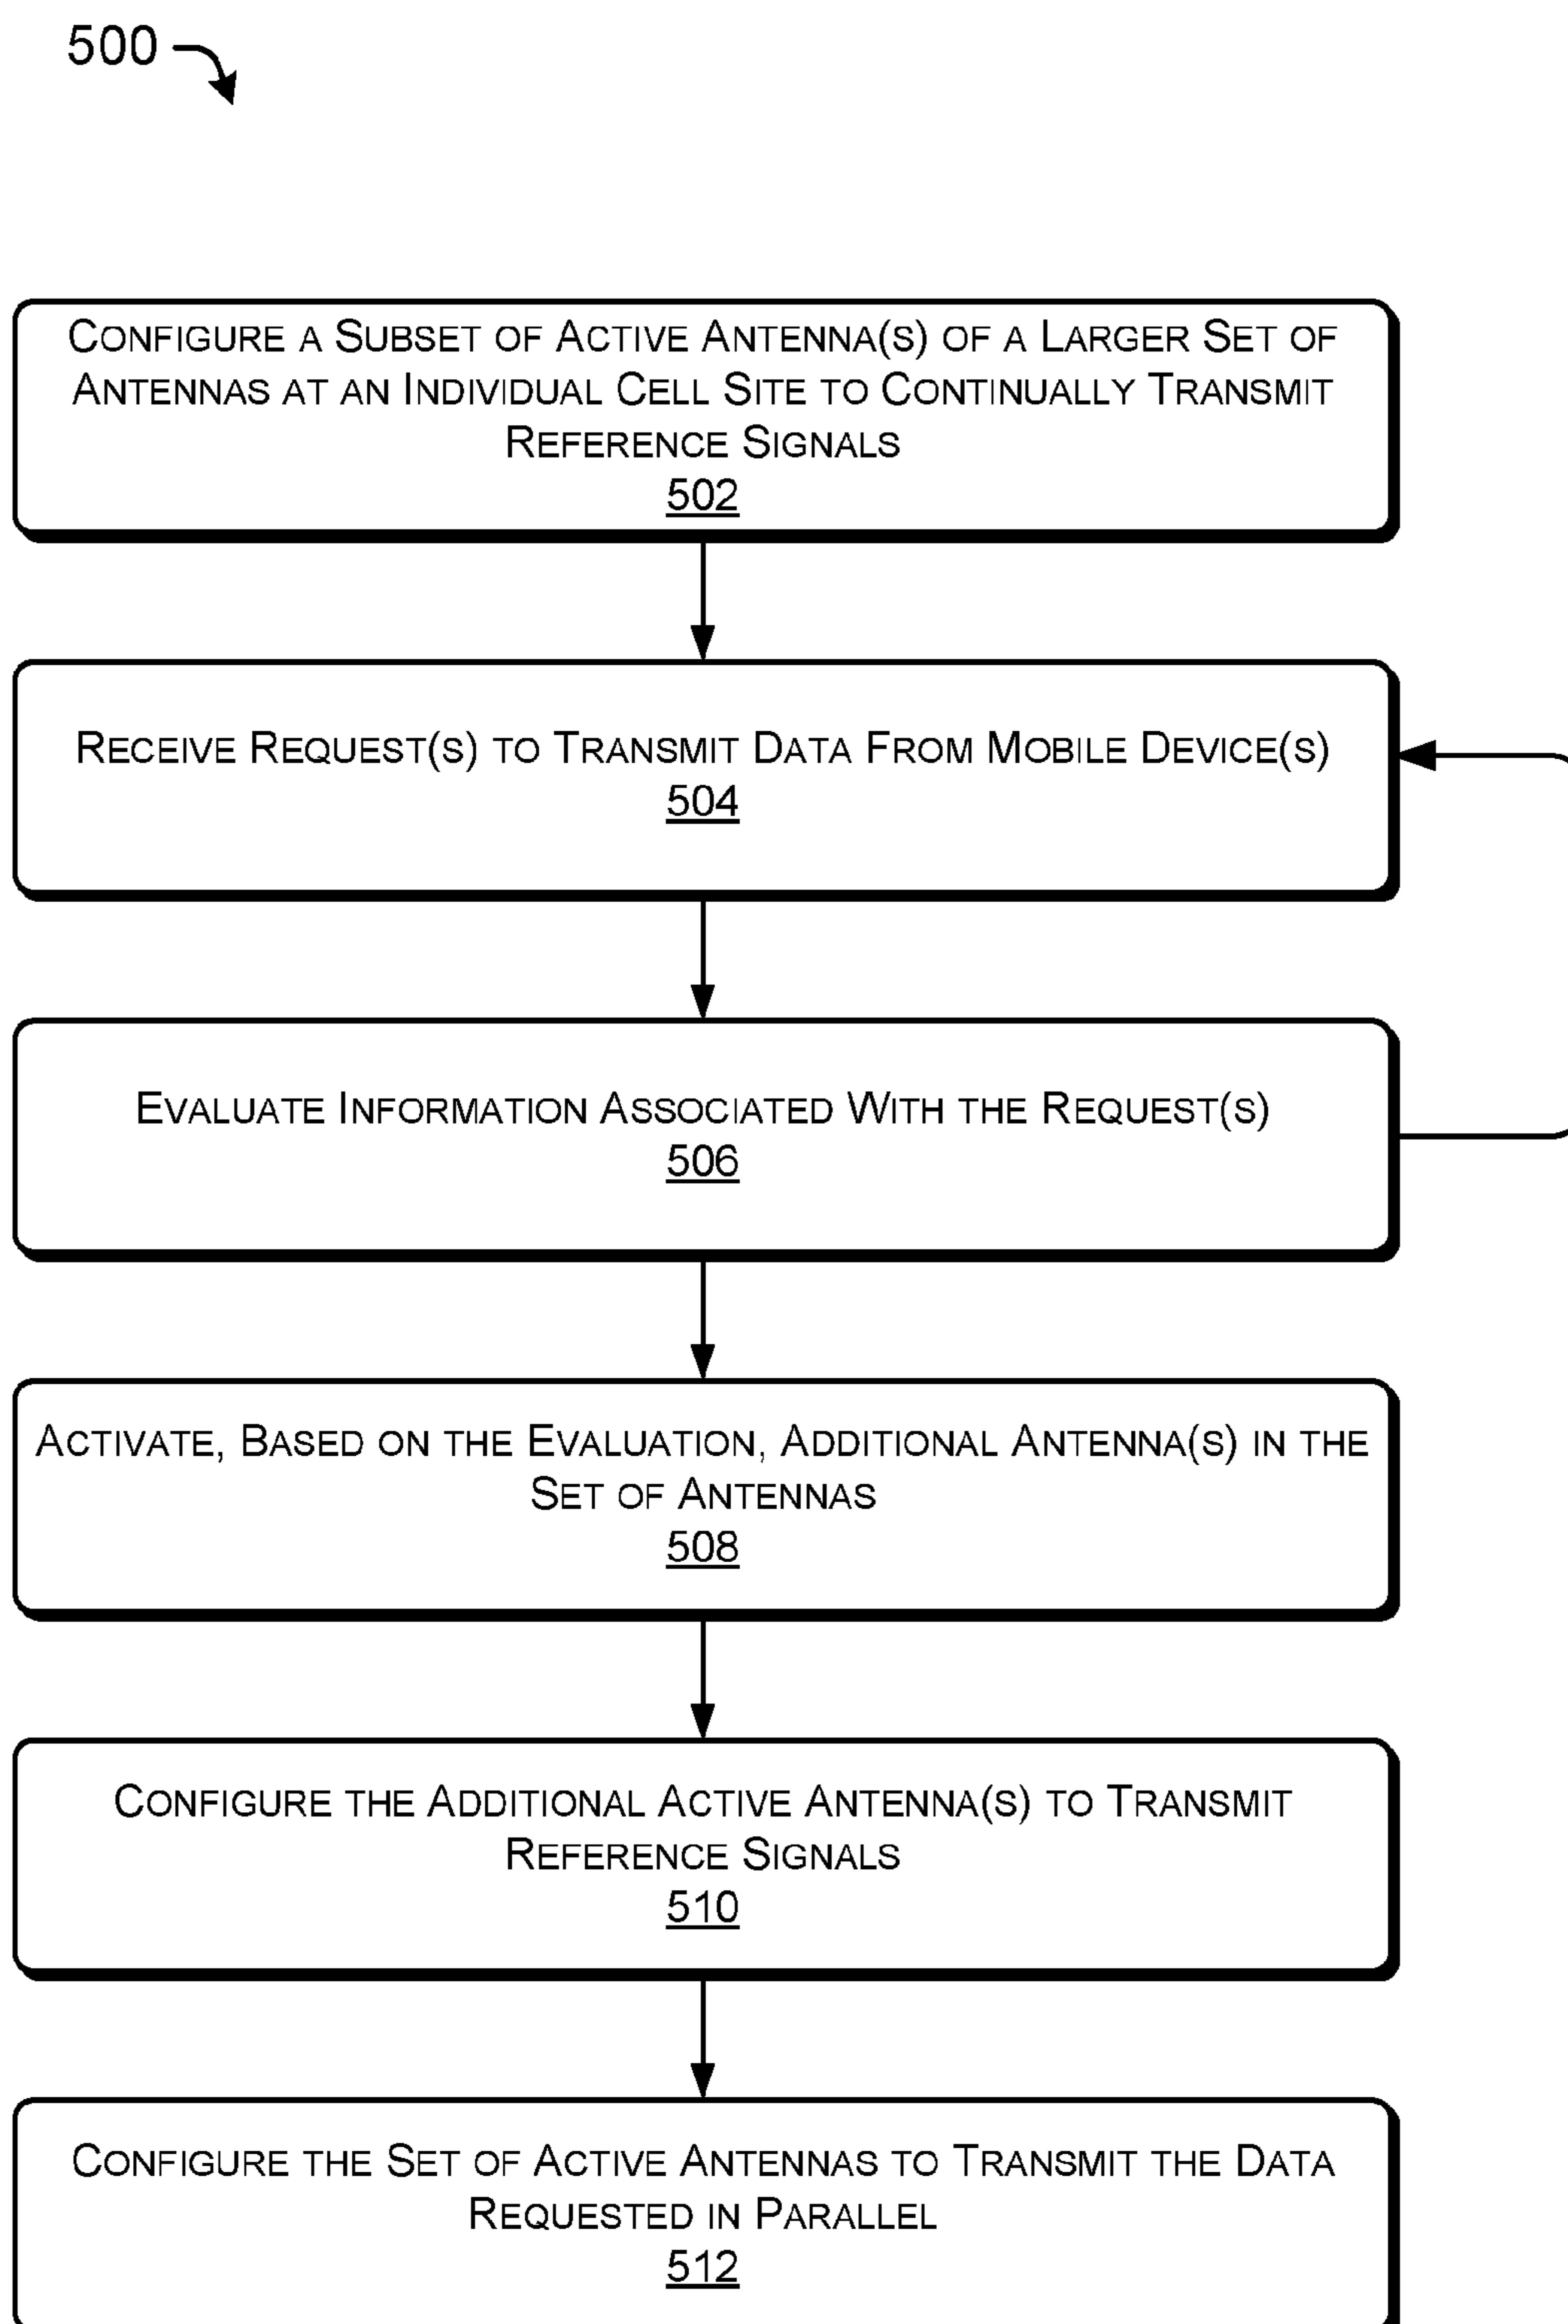 500
Configure a Subset of Active Antenna(s) of a Larger Set of
Antennas at an Individual Cell Site to Continually Transmit
Reference Signals
502
Receive Request(s) to Transmit Data From Mobile Device(s)
504
Evaluate Information Associated With the Request(s)
506
Activate, Based on the Evaluation, Additional Antenna(s) in the
Set of Antennas
508
Configure the Additional Active Antenna(s) to Transmit
Reference Signals
510
Configure the Set of Active Antennas to Transmit the Data
Requested in Parallel
512